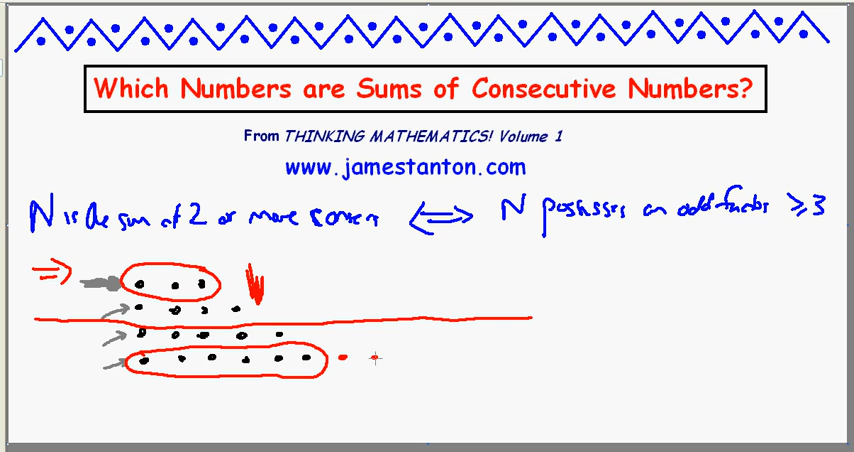 Which Numbers are Sums of Consecutive Numbers?
From THINKING MATHEMATICS! Volume 1
www.jamestanton.com
N is the sum of 2 or more consec ⟺ N possesses an odd factor ≥3
⇒